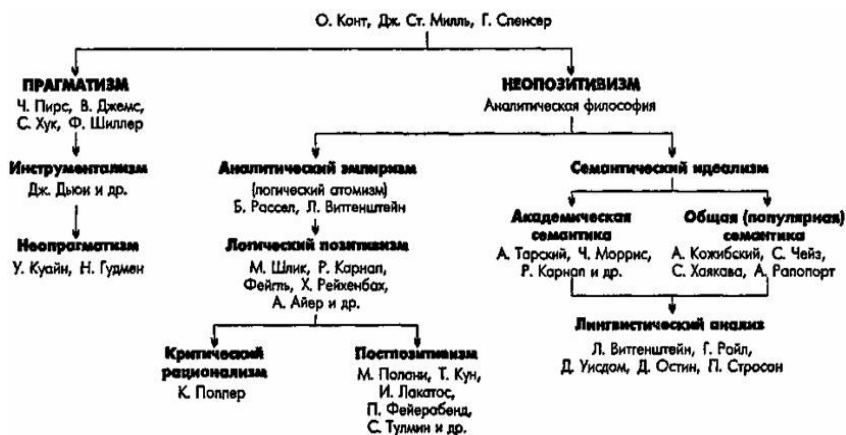 О. Конт, Дж. Ст. Милль, Г. Спенсер
ПРАГМАТИЗМ
Ч. Пирс, В. Джемс,
С. Хук, Ф. Шиллер
Инструментализм
Дж. Дьюи и др.
Неопрагматизм
У. Куайн, Н. Гудмен
НЕОПОЗИТИВИЗМ
Аналитическая философия
Аналитический эмпиризм
(логический атомизм)
Б. Рассел, Л. Витгенштейн
Логический позитивизм
М. Шлик, Р. Карнап,
Фейгль, Х. Рейхенбах,
А. Айер и др.
Критический
рационализм
К. Поппер
Постпозитивизм
М. Полани, Т. Кун,
И. Лакатос,
П. Фейерабенд,
С. Тулмин и др.
Семантический идеализм
Академическая
семантика
А. Тарский, Ч. Моррис,
Р. Карнап и др.
Общая (популярная)
семантика
А. Кожибский, С. Чейз,
С. Хаякава, А. Рапопорт
Лингвистический анализ
Л. Витгенштейн, Г. Райл,
Д. Уисдом, Д. Остин, П. Стросон